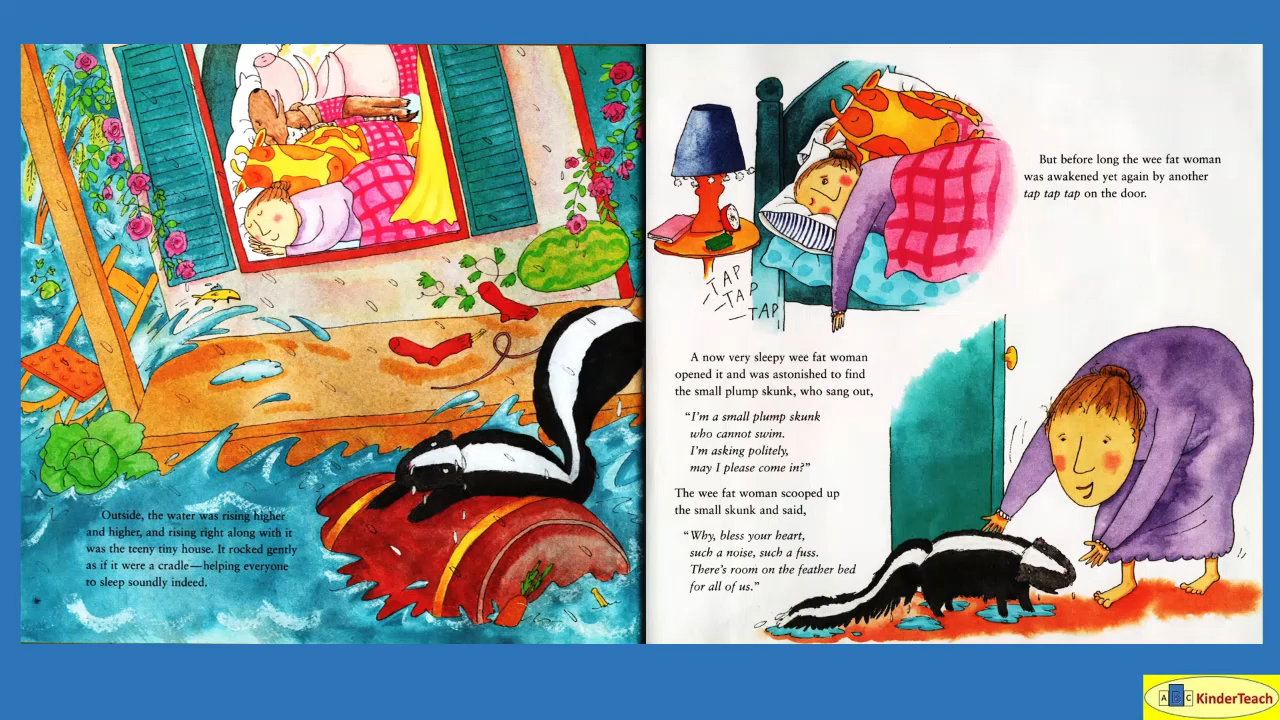 Outside, the water was rising higher
and higher, and rising right along with it
was the teeny tiny house. It rocked gently
as if it were a cradle—helping everyone
to sleep soundly indeed.
But before long the wee fat woman
was awakened yet again by another
tap tap tap on the door.
TAP
TAP
TAP
A now very sleepy wee fat woman
opened it and was astonished to find
the small plump skunk, who sang out,
“I’m a small plump skunk
who cannot swim.
I’m asking politely,
may I please come in?”
The wee fat woman scooped up
the small skunk and said,
“Why, bless your heart,
such a noise, such a fuss.
There’s room on the feather bed
for all of us.”
ABC KinderTeach